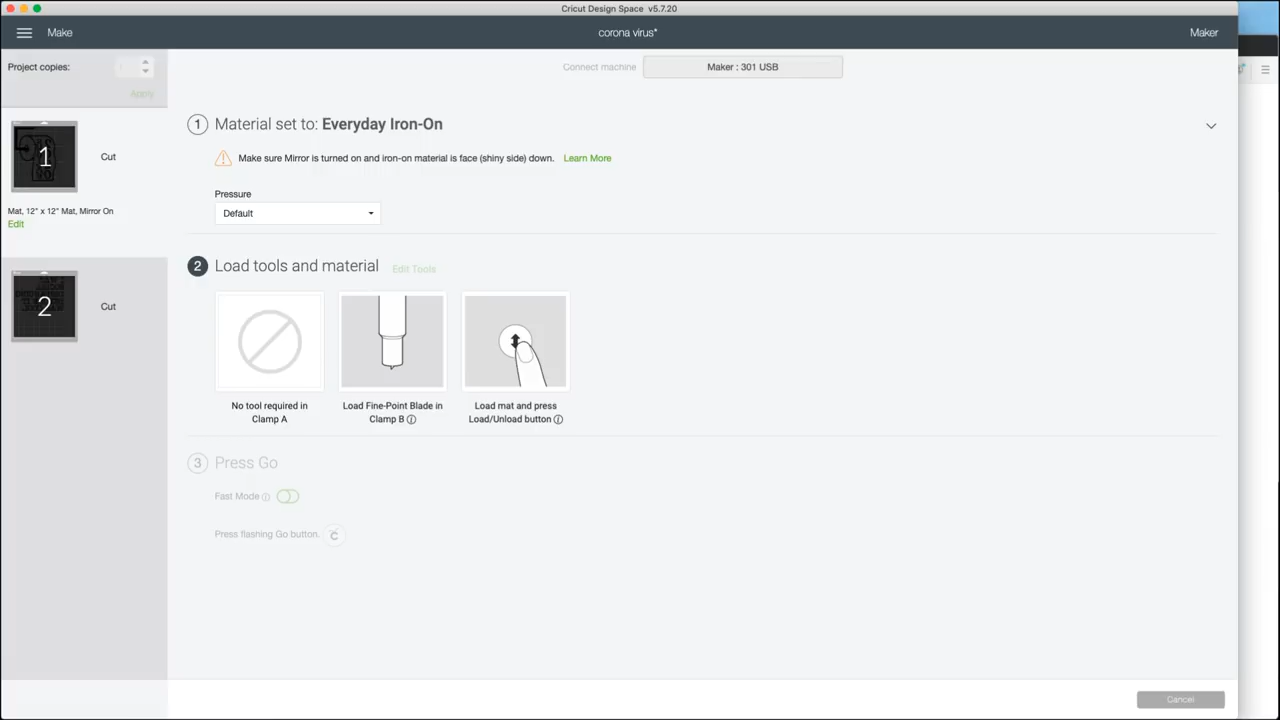 Cricut Design Space v5.7.20
Make
corona virus*
Maker
Project copies:
Apply
Connect machine
Maker : 301 USB
1
Cut
Mat, 12" x 12" Mat, Mirror On
Edit
2
Cut
1 Material set to: Everyday Iron-On
Make sure Mirror is turned on and iron-on material is face (shiny side) down. Learn More
Pressure
Default
2 Load tools and material Edit Tools
No tool required in
Clamp A
Load Fine-Point Blade in
Clamp B
Load mat and press
Load/Unload button
3 Press Go
Fast Mode
Press flashing Go button.
Cancel